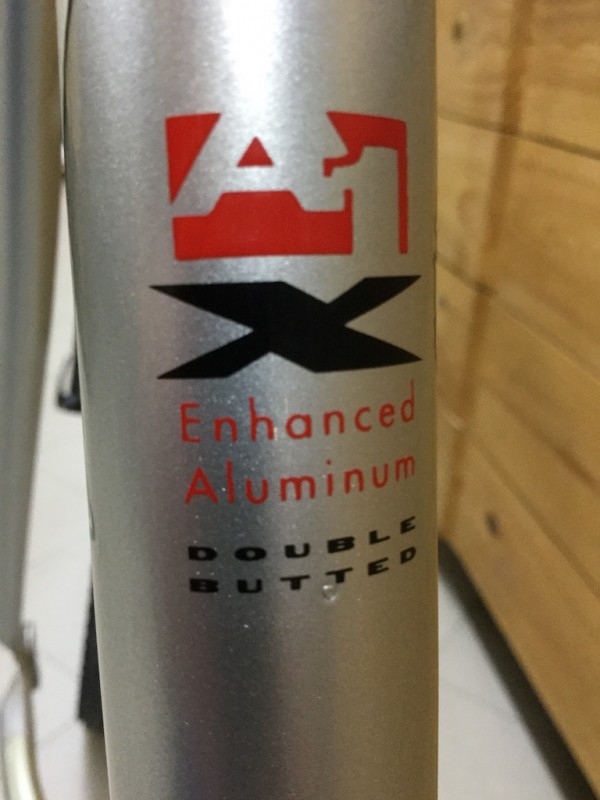 A1
X
Enhanced
Aluminum
DOUBLE
BUTTED